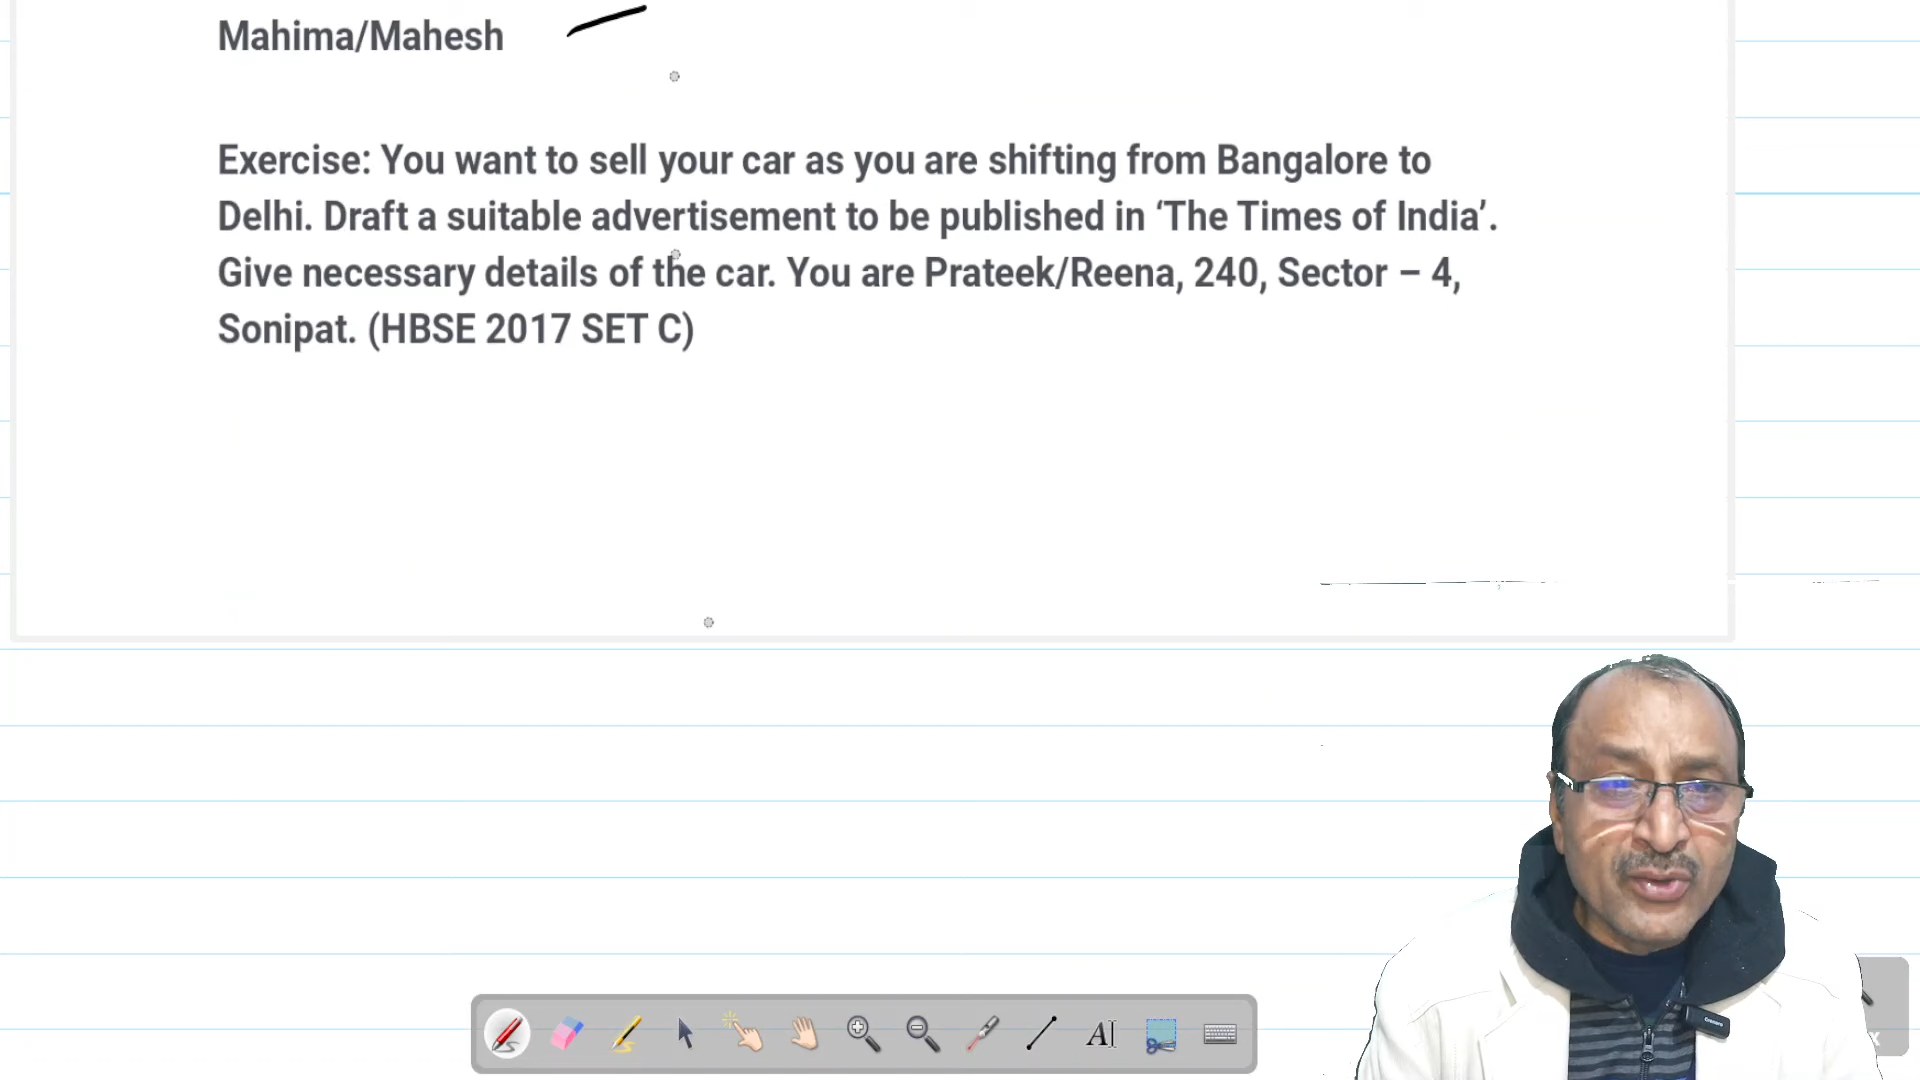 Mahima/Mahesh
Exercise: You want to sell your car as you are shifting from Bangalore to
Delhi. Draft a suitable advertisement to be published in ‘The Times of India’.
Give necessary details of the car. You are Prateek/Reena, 240, Sector – 4,
Sonipat. (HBSE 2017 SET C)